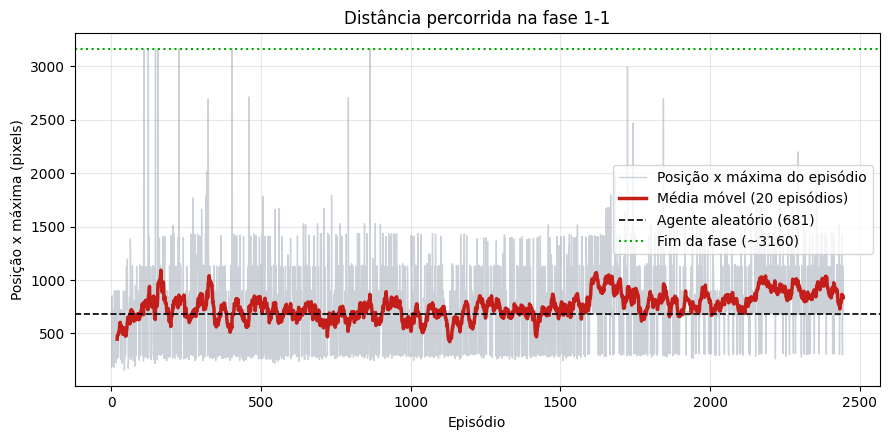 Distância percorrida na fase 1-1
Posição x máxima (pixels)
3000
2500
2000
1500
1000
500
Posição x máxima do episódio
Média móvel (20 episódios)
Agente aleatório (681)
Fim da fase (~3160)
0
500
1000
1500
2000
2500
Episódio